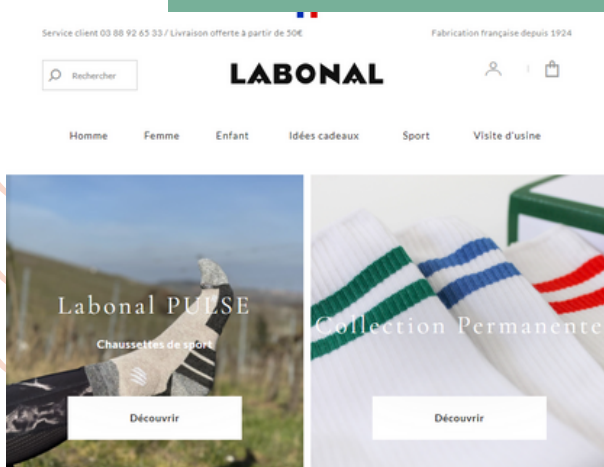 Service client 03 88 92 65 33 / Livraison offerte à partir de 50€
Fabrication française depuis 1924
Rechercher
LABONAL
Homme Femme Enfant Idées cadeaux Sport Visite d'usine
Labonal PULSE
Chaussettes de sport
Découvrir
Collection Permanente
Découvrir